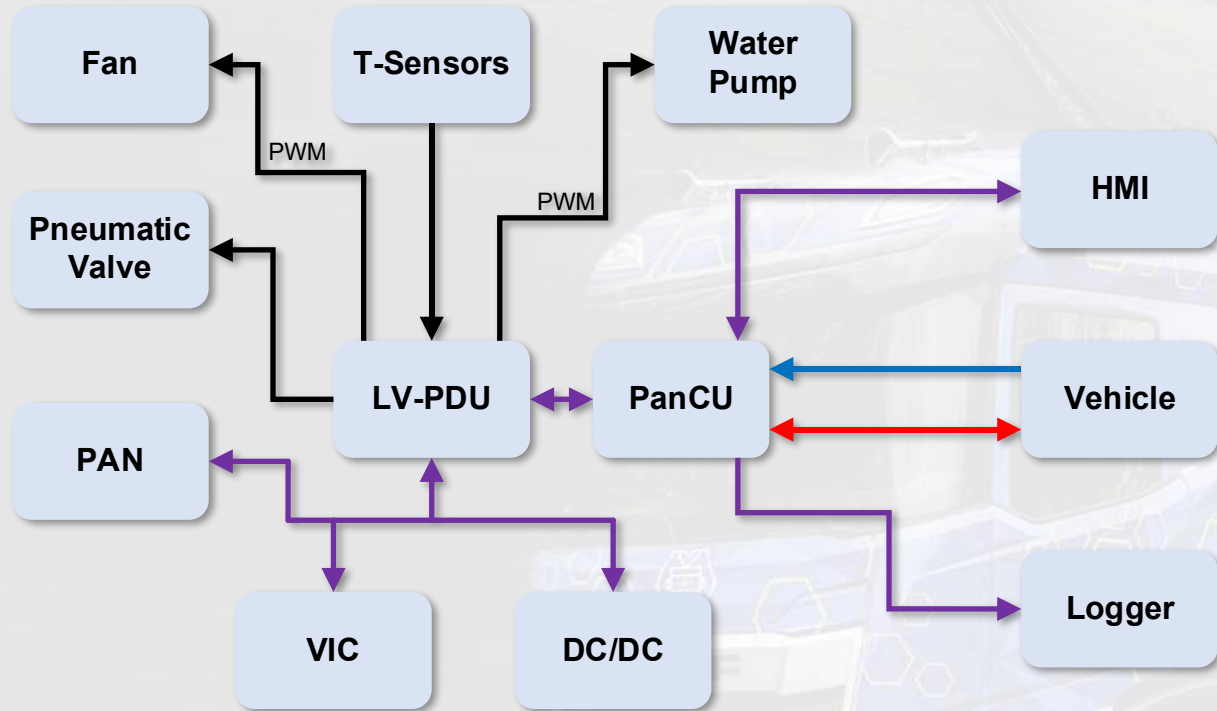 Fan
T-Sensors
Water
Pump
PWM
PWM
HMI
Pneumatic
Valve
LV-PDU
PanCU
Vehicle
PAN
VIC
DC/DC
Logger